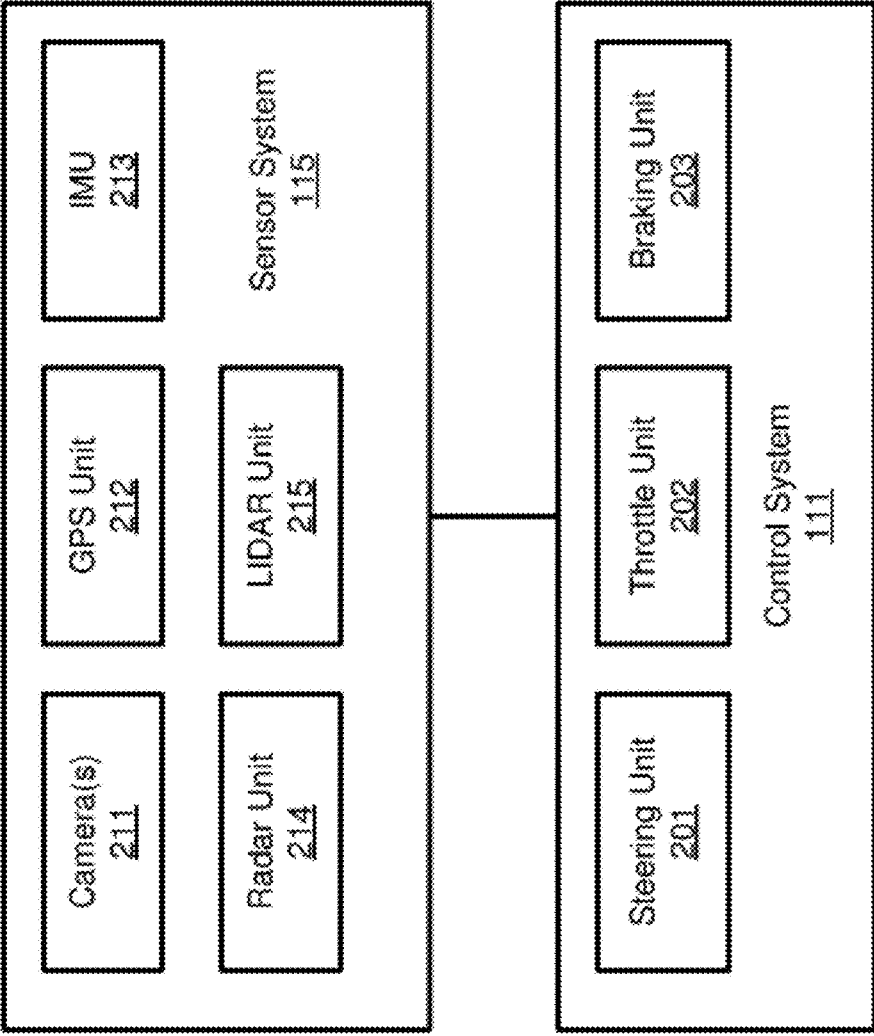 Camera(s)
211
GPS Unit
212
IMU
213
Radar Unit
214
LIDAR Unit
215
Sensor System
115
Steering Unit
201
Throttle Unit
202
Braking Unit
203
Control System
111